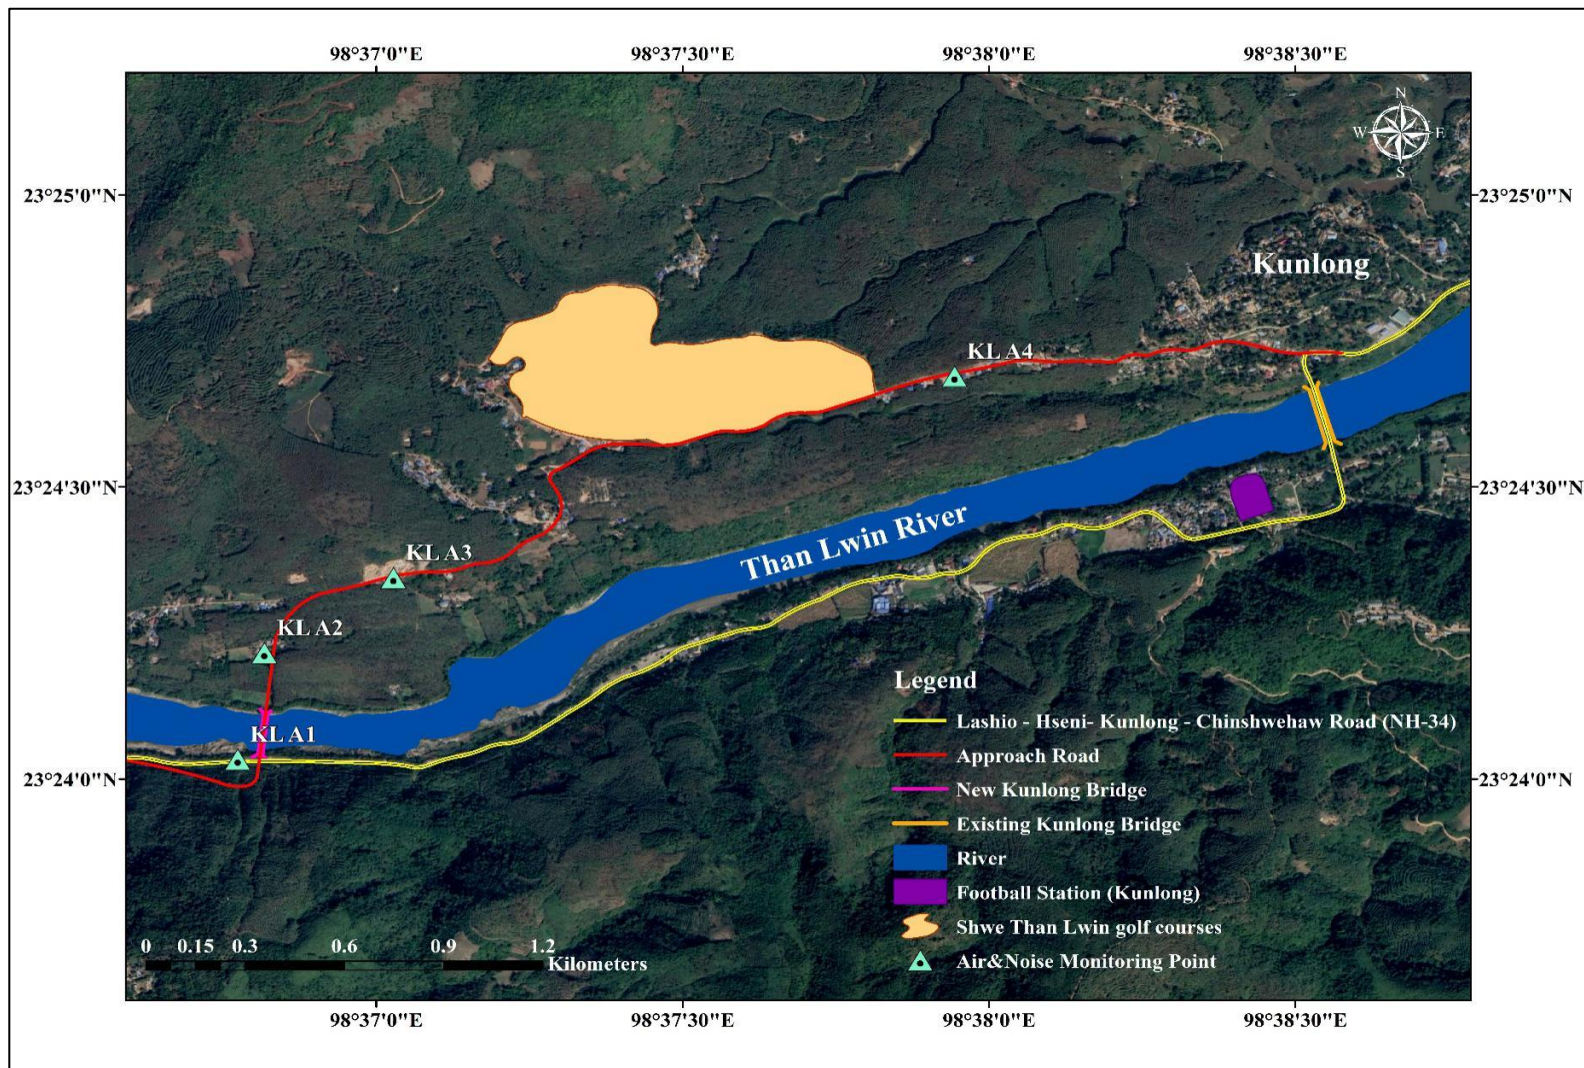 98°37'0"E 98°37'30"E 98°38'0"E 98°38'30"E
N
W E
S
23°25'0"N 23°25'0"N
Kunlong
KL A4
23°24'30"N 23°24'30"N
Than Lwin River
KL A3
KL A2
KL A1
23°24'0"N 23°24'0"N
Legend
Lashio - Hseni- Kunlong - Chinshwehaw Road (NH-34)
Approach Road
New Kunlong Bridge
Existing Kunlong Bridge
River
Football Station (Kunlong)
Shwe Than Lwin golf courses
Air&Noise Monitoring Point
0 0.15 0.3 0.6 0.9 1.2
Kilometers
98°37'0"E 98°37'30"E 98°38'0"E 98°38'30"E